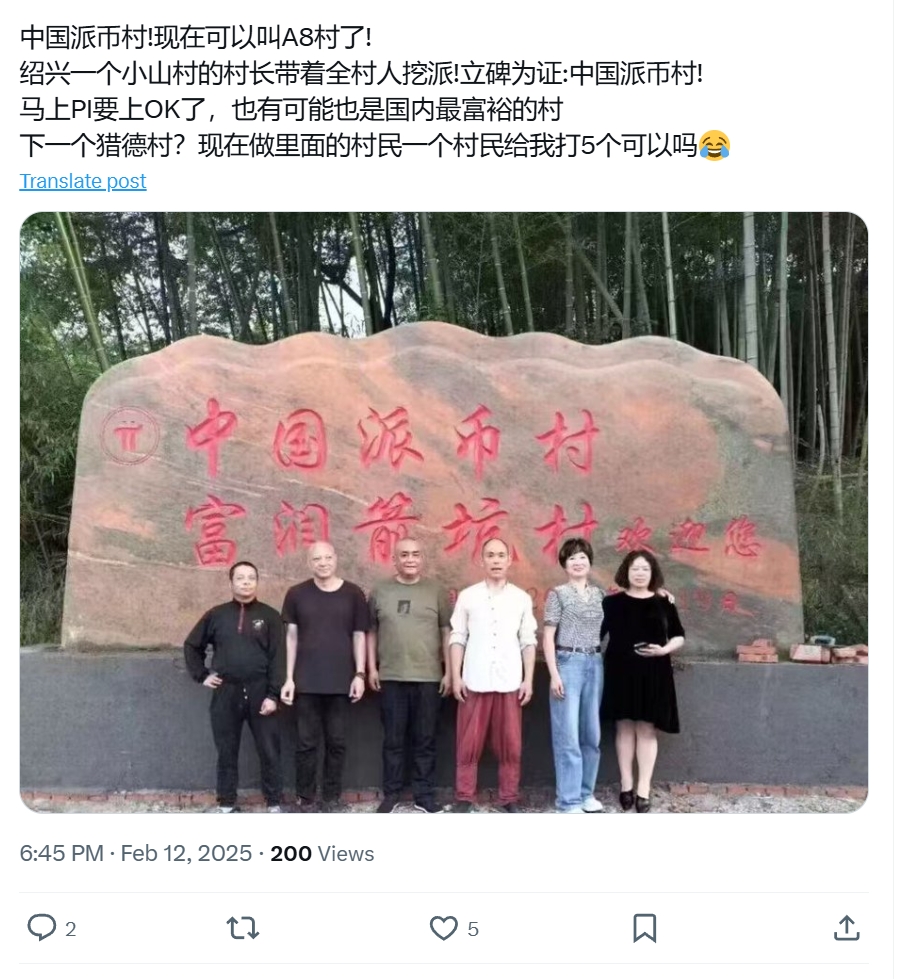 中国派币村!现在可以叫A8村了!
绍兴一个小山村的村长带着全村人挖派!立碑为证:中国派币村!
马上PI要上OK了，也有可能也是国内最富裕的村
下一个猎德村？现在做里面的村民一个村民给我打5个可以吗😂
Translate post
π 中国派币村
富润箭坑村 欢迎您
6:45 PM · Feb 12, 2025 · 200 Views
2
5